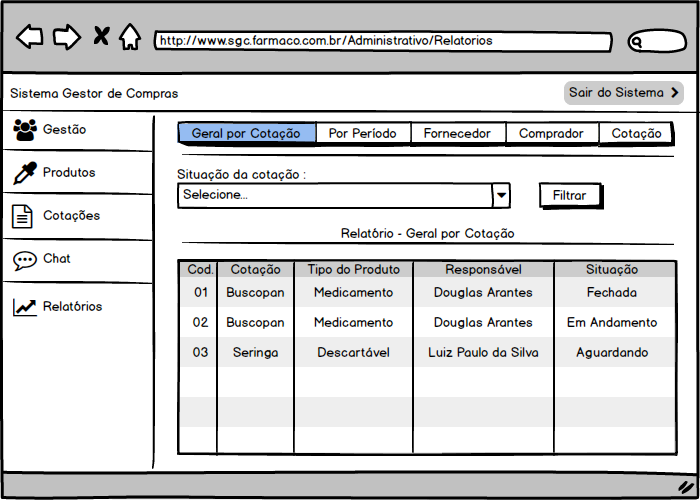 http://www.sgc.farmaco.com.br/Administrativo/Relatorios
Sistema Gestor de Compras
Sair do Sistema
Gestão
Produtos
Cotações
Chat
Relatórios
Geral por Cotação Por Período Fornecedor Comprador Cotação
Situação da cotação :
Selecione...
Filtrar
Relatório - Geral por Cotação
Cod. Cotação Tipo do Produto Responsável Situação
01 Buscopan Medicamento Douglas Arantes Fechada
02 Buscopan Medicamento Douglas Arantes Em Andamento
03 Seringa Descartável Luiz Paulo da Silva Aguardando